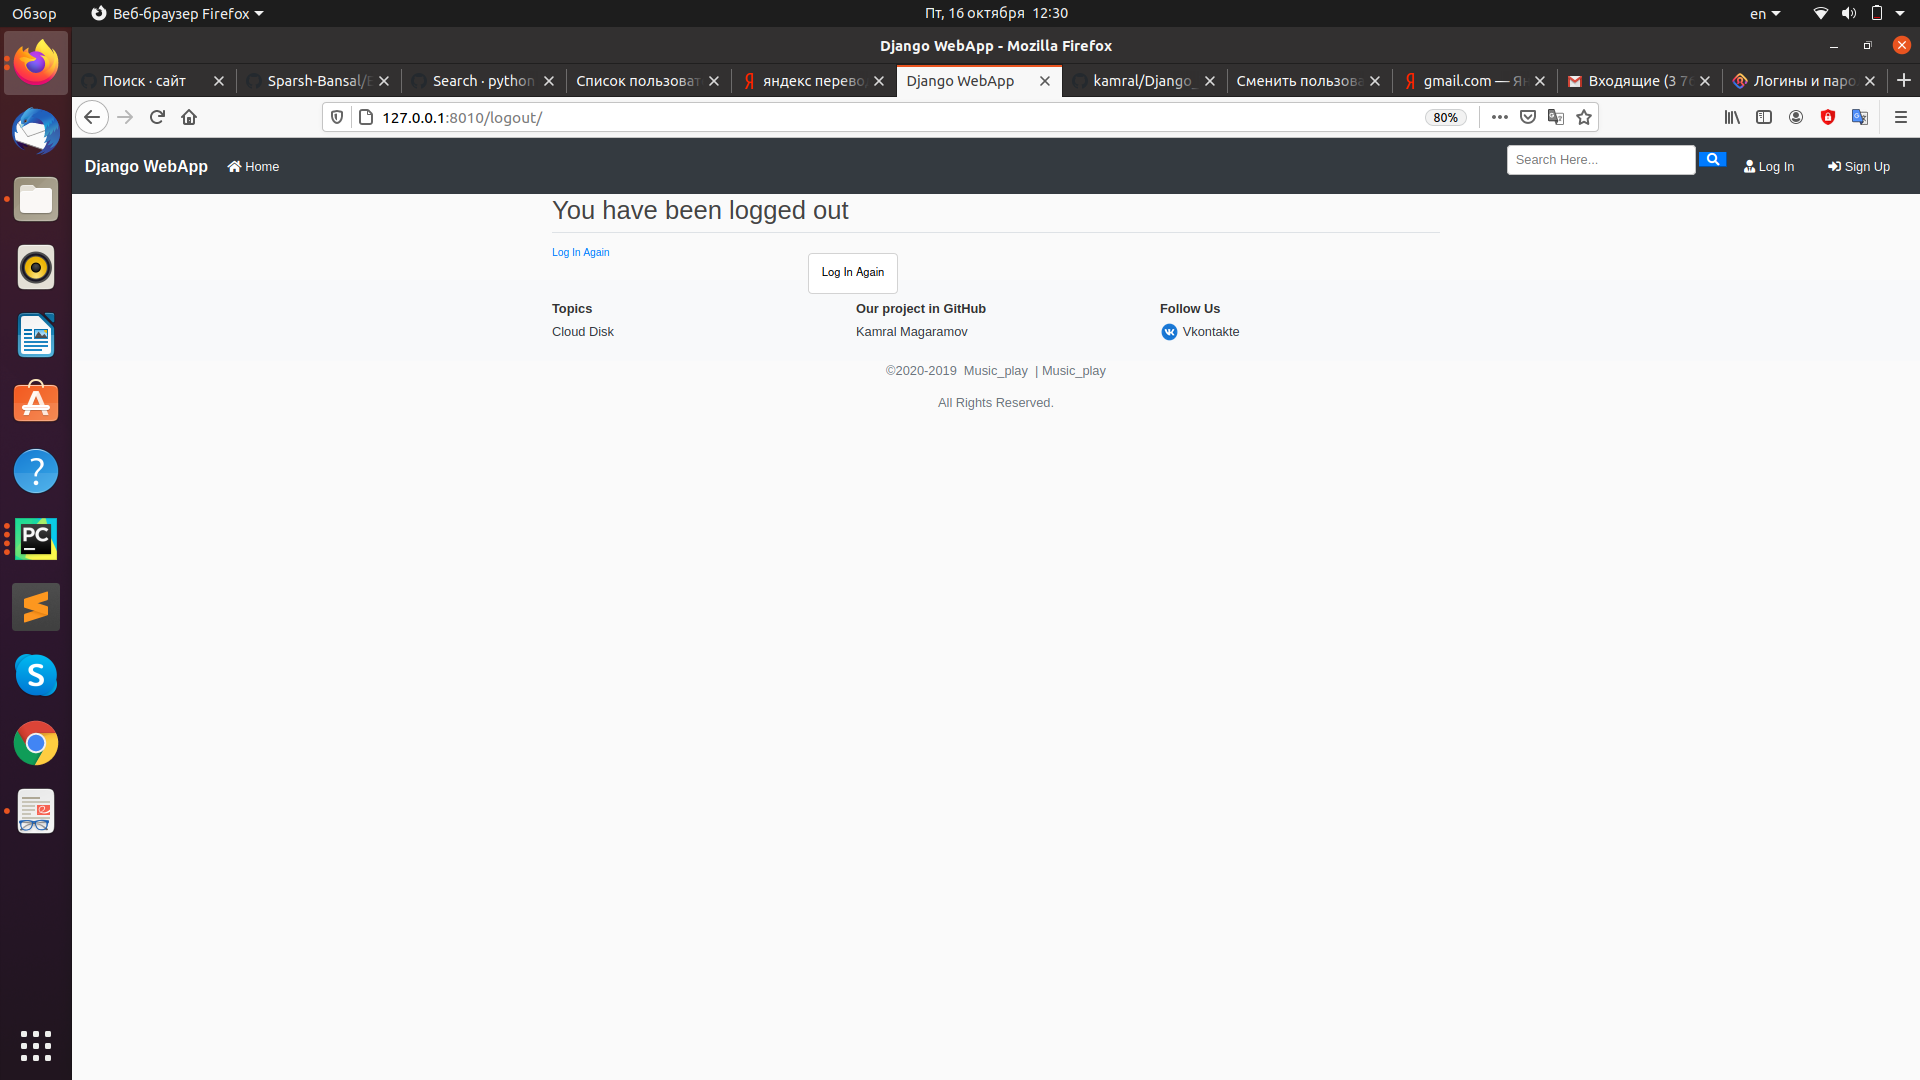 Обзор
Веб-браузер Firefox
Пт, 16 октября 12:30
en
Django WebApp - Mozilla Firefox
Поиск · сайт
Sparsh-Bansal/
Search · python
Список пользоват
Я яндекс перево
Django WebApp
kamral/Django_
Сменить пользова
Я gmail.com — Ян
Входящие (3 7
Логины и паро
127.0.0.1:8010/logout/
80%
Django WebApp
Home
Search Here...
Log In
Sign Up
You have been logged out
Log In Again
Log In Again
Topics
Our project in GitHub
Follow Us
Cloud Disk
Kamral Magaramov
Vkontakte
©2020-2019 Music_play | Music_play
All Rights Reserved.
PC